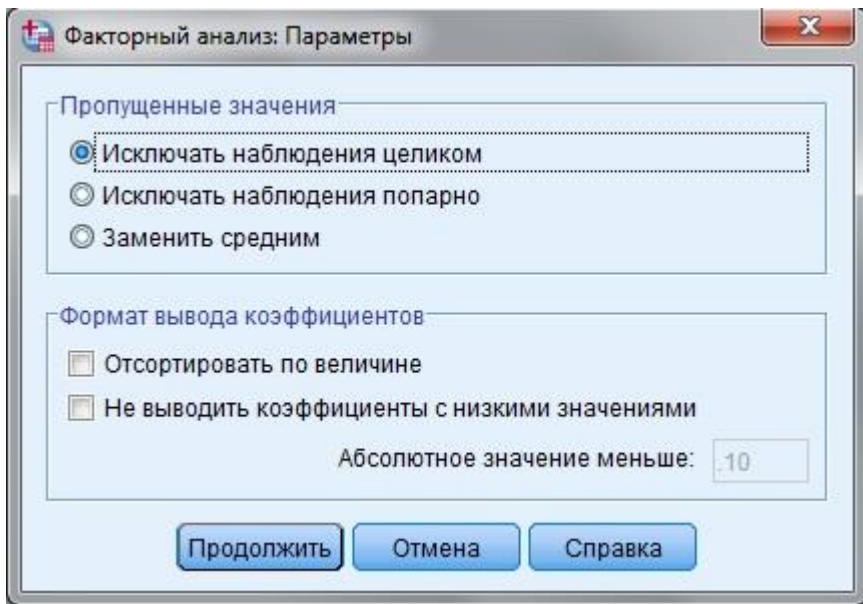 Факторный анализ: Параметры
Пропущенные значения
Исключать наблюдения целиком
Исключать наблюдения попарно
Заменить средним
Формат вывода коэффициентов
Отсортировать по величине
Не выводить коэффициенты с низкими значениями
Абсолютное значение меньше: .10
Продолжить Отмена Справка